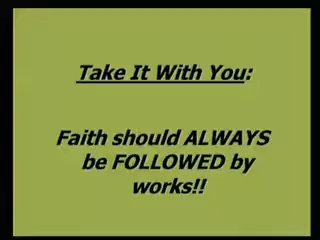 Take It With You:
Faith should ALWAYS
be FOLLOWED by
works!!